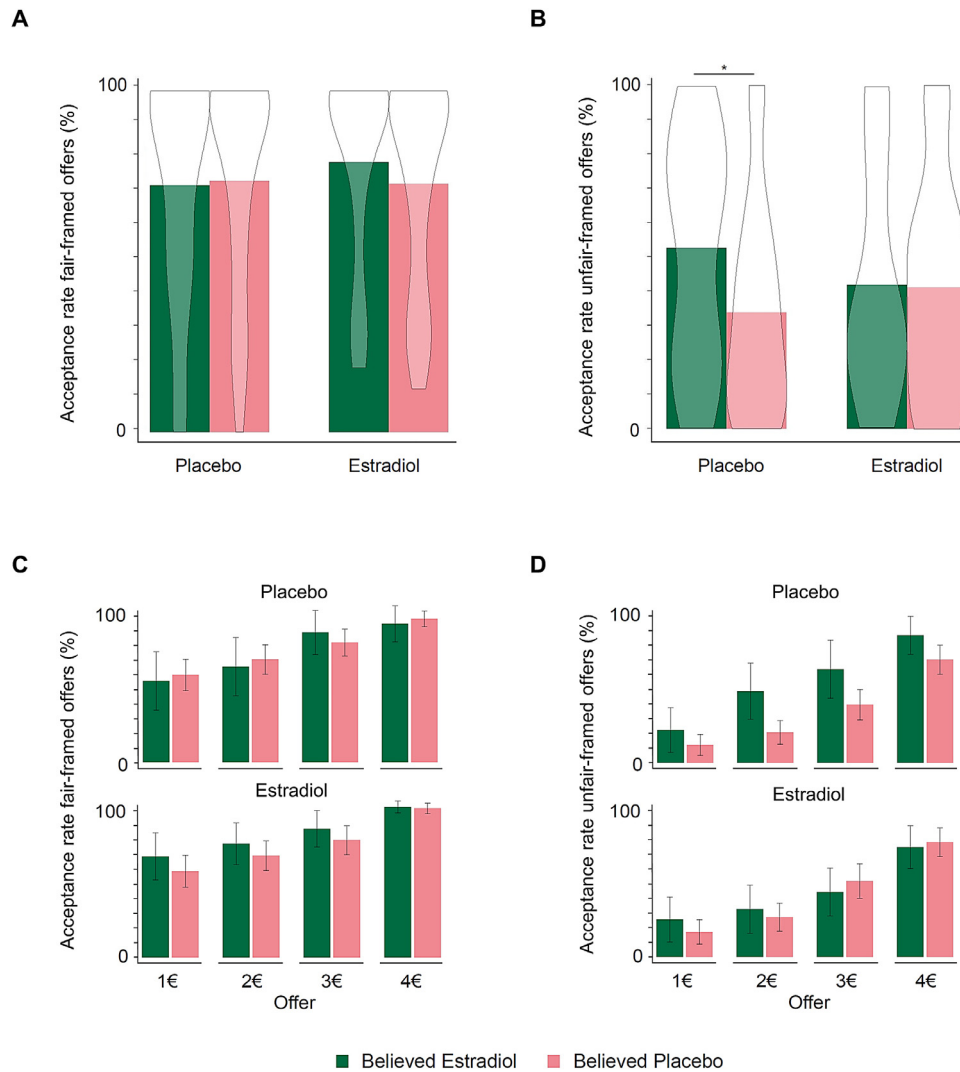 A
Acceptance rate fair-framed offers (%)
100
0
Placebo
Estradiol
B
*
Acceptance rate unfair-framed offers (%)
100
0
Placebo
Estradiol
C
Acceptance rate fair-framed offers (%)
Placebo
100
0
Estradiol
100
0
1€ 2€ 3€ 4€
Offer
D
Acceptance rate unfair-framed offers (%)
Placebo
100
0
Estradiol
100
0
1€ 2€ 3€ 4€
Offer
Believed Estradiol
Believed Placebo